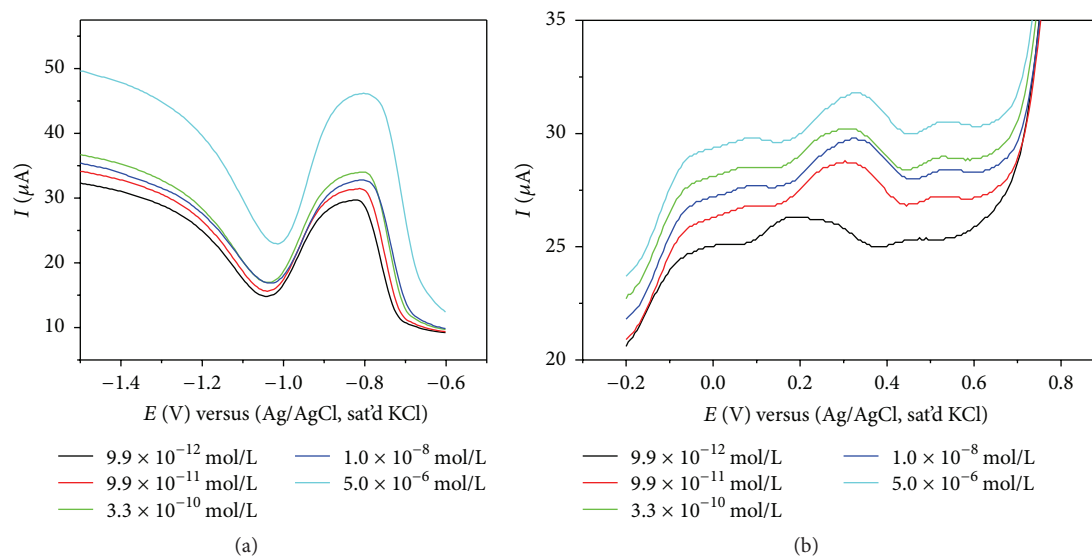 50
40
30
20
10
I (μA)
−1.4
−1.2
−1.0
−0.8
−0.6
E (V) versus (Ag/AgCl, sat'd KCl)
9.9 × 10⁻¹² mol/L
9.9 × 10⁻¹¹ mol/L
3.3 × 10⁻¹⁰ mol/L
1.0 × 10⁻⁸ mol/L
5.0 × 10⁻⁶ mol/L
(a)
35
30
25
20
I (μA)
−0.2
0.0
0.2
0.4
0.6
0.8
E (V) versus (Ag/AgCl, sat'd KCl)
9.9 × 10⁻¹² mol/L
9.9 × 10⁻¹¹ mol/L
3.3 × 10⁻¹⁰ mol/L
1.0 × 10⁻⁸ mol/L
5.0 × 10⁻⁶ mol/L
(b)